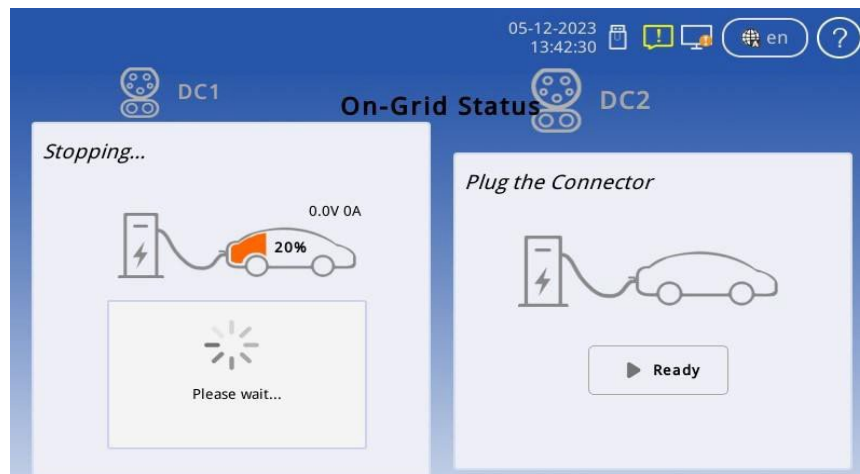 05-12-2023
13:42:30
en
?
DC1
On-Grid Status
DC2
Stopping...
0.0V 0A
20%
Please wait...
Plug the Connector
Ready